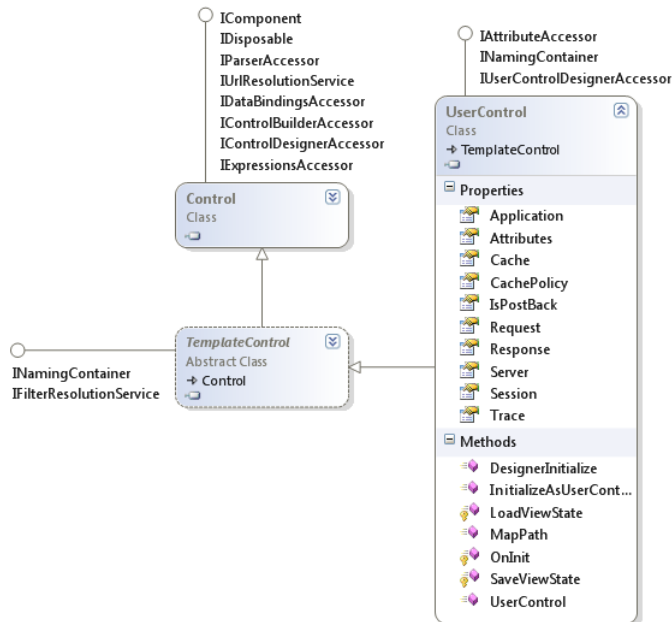 IComponent
IDisposable
IParserAccessor
IUrlResolutionService
IDataBindingsAccessor
IControlBuilderAccessor
IControlDesignerAccessor
IExpressionsAccessor
Control
Class
TemplateControl
Abstract Class
Control
INamingContainer
IFilterResolutionService
IAttributeAccessor
INamingContainer
IUserControlDesignerAccessor
UserControl
Class
TemplateControl
Properties
Application
Attributes
Cache
CachePolicy
IsPostBack
Request
Response
Server
Session
Trace
Methods
DesignerInitialize
InitializeAsUserCont...
LoadViewState
MapPath
OnInit
SaveViewState
UserControl